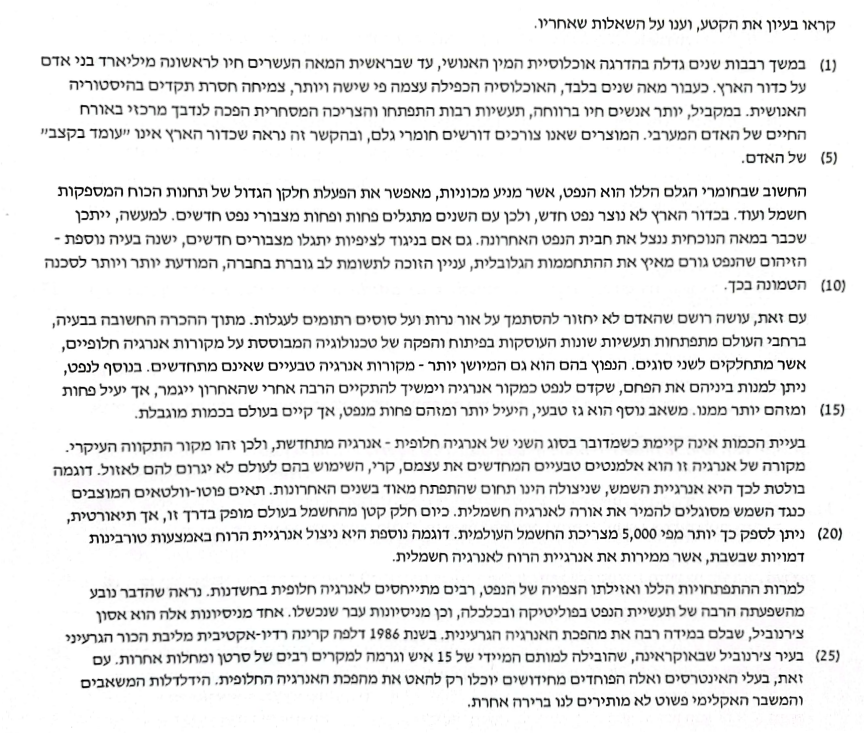 קראו בעיון את הקטע, וענו על השאלות שאחריו.
(1) במשך רבבות שנים גדלה בהדרגה אוכלוסיית המין האנושי, עד שבראשית המאה העשרים חיו לראשונה מיליארד בני אדם
על כדור הארץ. כעבור מאה שנים בלבד, האוכלוסיה הכפילה עצמה פי שישה ויותר, צמיחה חסרת תקדים בהיסטוריה
האנושית. במקביל, יותר אנשים חיו ברווחה, תעשיות רבות התפתחו והצריכה המסחרית הפכה לנדבך מרכזי באורח
החיים של האדם המערבי. המוצרים שאנו צורכים דורשים חומרי גלם, ובהקשר זה נראה שכדור הארץ אינו "עומד בקצב"
(5) של האדם.
החשוב שבחומרי הגלם הללו הוא הנפט, אשר מניע מכוניות, מאפשר את הפעלת חלקן הגדול של תחנות הכוח המספקות
חשמל ועוד. בכדור הארץ לא נוצר נפט חדש, ולכן עם השנים מתגלים פחות ופחות מצבורי נפט חדשים. למעשה, ייתכן
שכבר במאה הנוכחית ננצל את חבית הנפט האחרונה. גם אם בניגוד לציפיות יתגלו מצבורים חדשים, ישנה בעיה נוספת -
הזיהום שהנפט גורם מאיץ את ההתחממות הגלובלית, עניין הזוכה לתשומת לב גוברת בחברה, המודעת יותר ויותר לסכנה
(10) הטמונה בכך.
עם זאת, עושה רושם שהאדם לא יחזור להסתמך על אור נרות ועל סוסים רתומים לעגלות. מתוך ההכרה החשובה בבעיה,
ברחבי העולם מתפתחות תעשיות שונות העוסקות בפיתוח והפקה של טכנולוגיה המבוססת על מקורות אנרגיה חלופיים,
אשר מתחלקים לשני סוגים. הנפוץ בהם הוא גם המיושן יותר - מקורות אנרגיה טבעיים שאינם מתחדשים. בנוסף לנפט,
ניתן למנות ביניהם את הפחם, שקדם לנפט כמקור אנרגיה וימשיך להתקיים הרבה אחרי שהאחרון ייגמר, אך יעיל פחות
(15) ומזהם יותר ממנו. משאב נוסף הוא גז טבעי, היעיל יותר ומזהם פחות מנפט, אך קיים בעולם בכמות מוגבלת.
בעיית הכמות אינה קיימת כשמדובר בסוג השני של אנרגיה חלופית - אנרגיה מתחדשת, ולכן זהו מקור התקווה העיקרי.
מקורה של אנרגיה זו הוא אלמנטים טבעיים המחדשים את עצמם, קרי, השימוש בהם לעולם לא יגרום להם לאזול. דוגמה
בולטת לכך היא אנרגיית השמש, שניצולה הינו תחום שהתפתח מאוד בשנים האחרונות. תאים פוטו-וולטאים המוצבים
כנגד השמש מסוגלים להמיר את אורה לאנרגיה חשמלית. כיום חלק קטן מהחשמל בעולם מופק בדרך זו, אך תיאורטית,
(20) ניתן לספק כך יותר מפי 5,000 מצריכת החשמל העולמית. דוגמה נוספת היא ניצול אנרגיית הרוח באמצעות טורבינות
דמויות שבשבת, אשר ממירות את אנרגיית הרוח לאנרגיה חשמלית.
למרות ההתפתחויות הללו ואזילתו הצפויה של הנפט, רבים מתייחסים לאנרגיה חלופית בחשדנות. נראה שהדבר נובע
מהשפעתה הרבה של תעשיית הנפט בפוליטיקה ובכלכלה, וכן מניסיונות עבר שנכשלו. אחד מניסיונות אלה הוא אסון
צ'רנוביל, שבלם במידה רבה את מהפכת האנרגיה הגרעינית. בשנת 1986 דלפה קרינה רדיו-אקטיבית מליבת הכור הגרעיני
(25) בעיר צ'רנוביל שבאוקראינה, שהובילה למותם המיידי של 15 איש וגרמה למקרים רבים של סרטן ומחלות אחרות. עם
זאת, בעלי האינטרסים ואלה הפוחדים מחידושים יוכלו רק להאט את מהפכת האנרגיה החלופית. הידלדלות המשאבים
והמשבר האקלימי פשוט לא מותירים לנו ברירה אחרת.